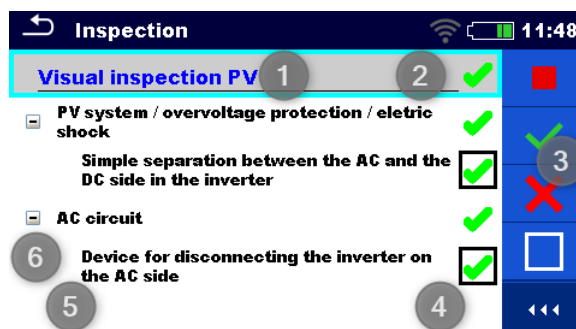 Inspection
11:48
Visual inspection PV
1
2
PV system / overvoltage protection / eletric
shock
3
Simple separation between the AC and the
DC side in the inverter
AC circuit
6
Device for disconnecting the inverter on
the AC side
5
4